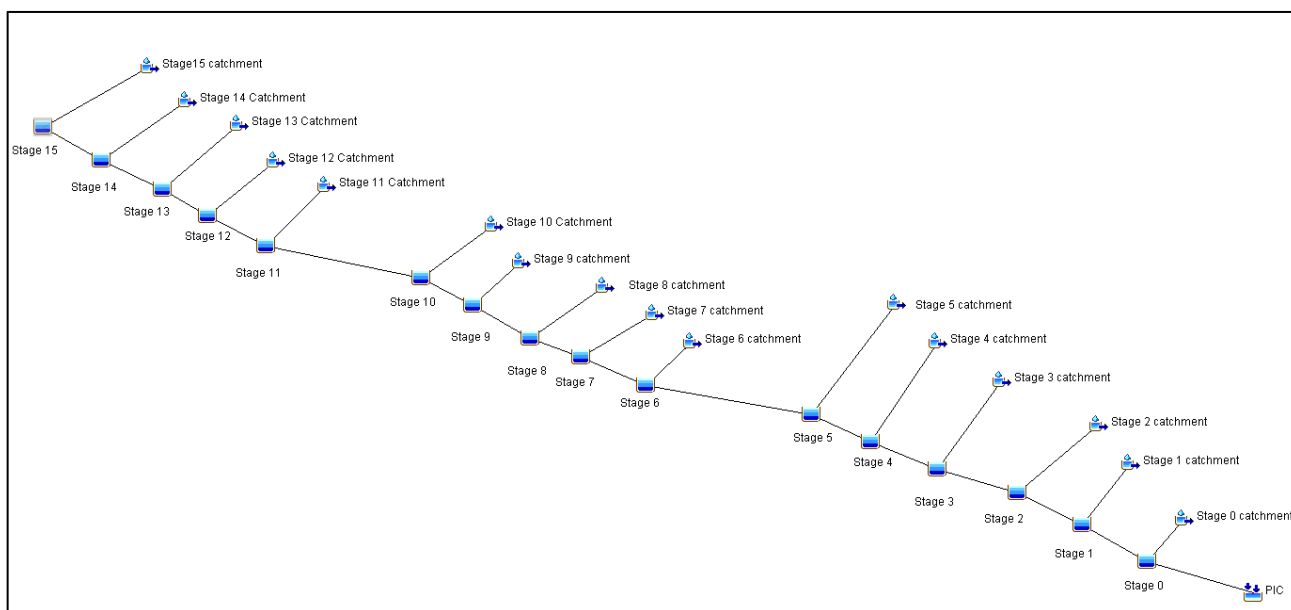 Stage15 catchment
Stage 14 Catchment
Stage 13 Catchment
Stage 15
Stage 12 Catchment
Stage 14
Stage 11 Catchment
Stage 13
Stage 12
Stage 10 Catchment
Stage 11
Stage 9 catchment
Stage 8 catchment
Stage 10
Stage 5 catchment
Stage 7 catchment
Stage 9
Stage 6 catchment
Stage 4 catchment
Stage 8
Stage 3 catchment
Stage 7
Stage 6
Stage 2 catchment
Stage 5
Stage 1 catchment
Stage 4
Stage 3
Stage 0 catchment
Stage 2
Stage 1
Stage 0
PIC